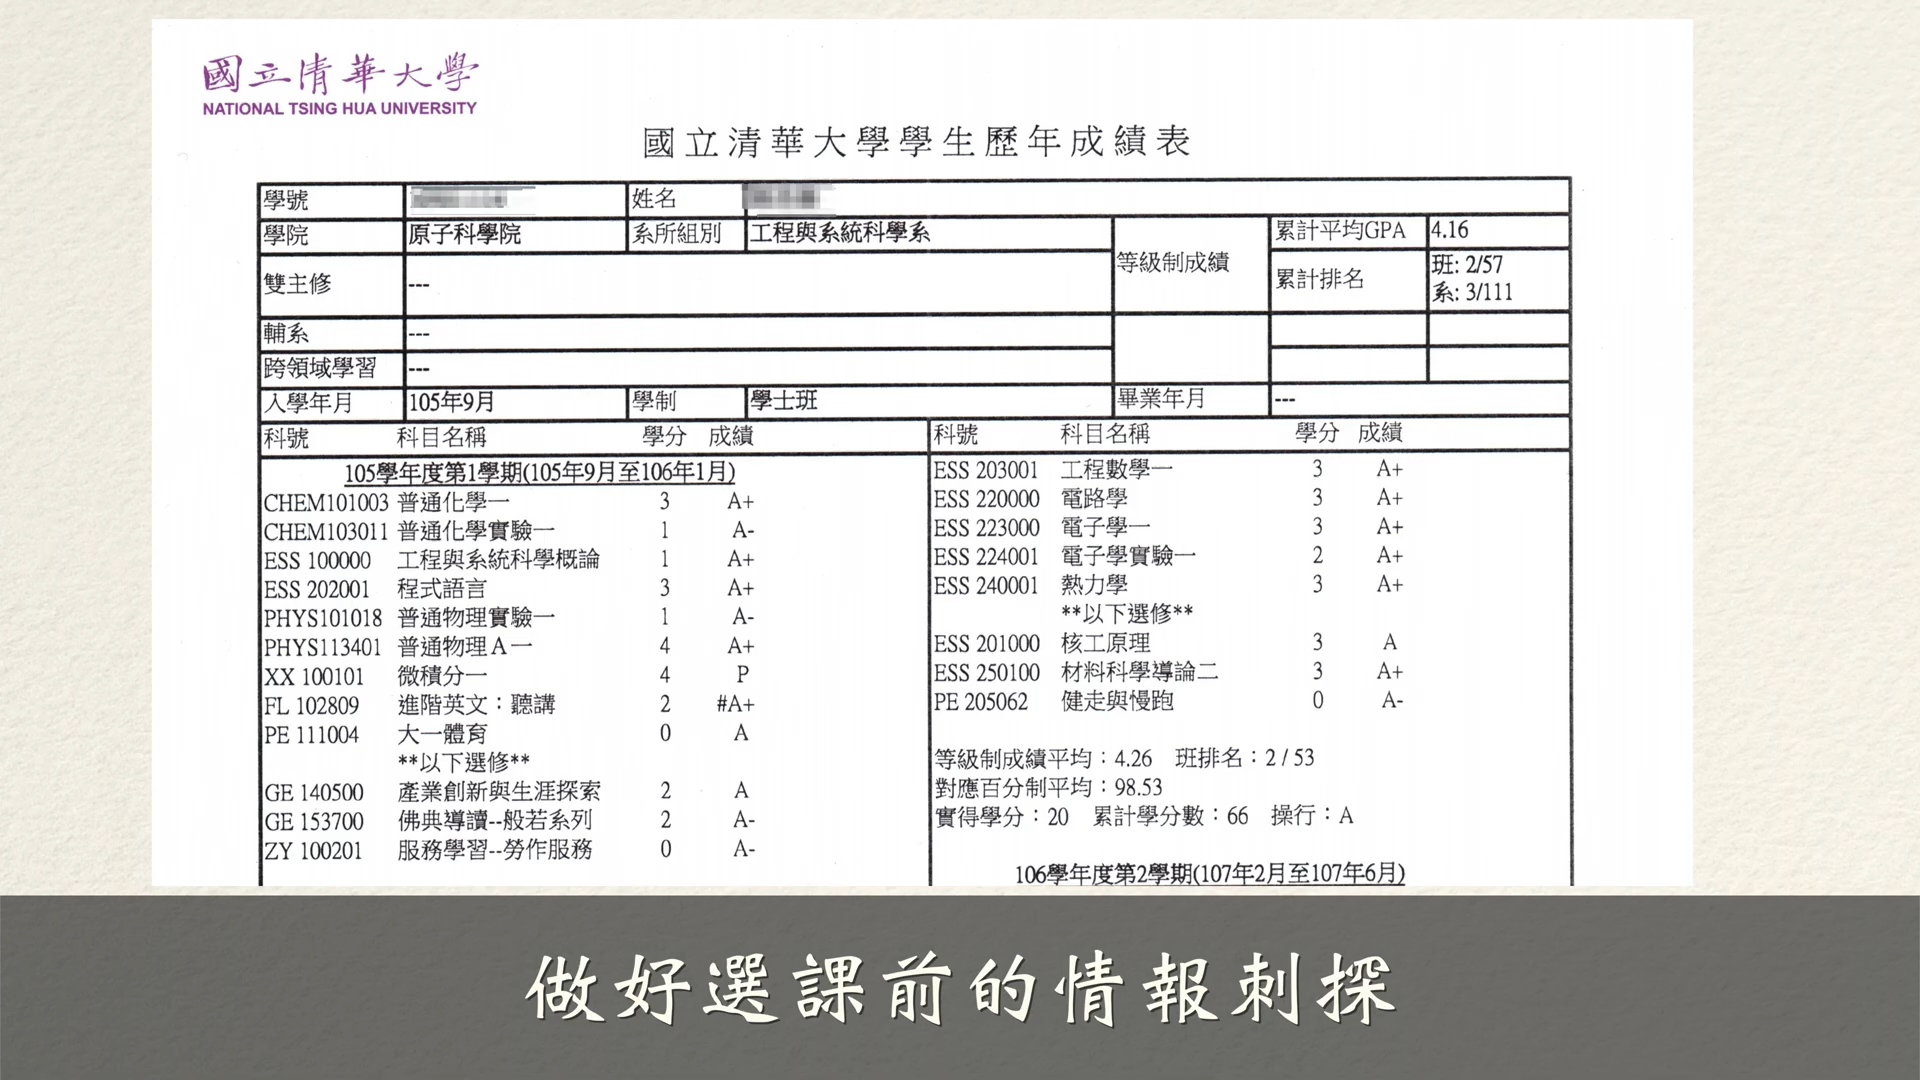 國立清華大學
NATIONAL TSING HUA UNIVERSITY
國立清華大學學生歷年成績表
學號 姓名
學院 原子科學院 系所組別 工程與系統科學系 等級制成績 累計平均GPA 4.16
雙主修 --- 累計排名 班: 2/57
系: 3/111
輔系 ---
跨領域學習 ---
入學年月 105年9月 學制 學士班 畢業年月 ---
科號 科目名稱 學分 成績
105學年度第1學期(105年9月至106年1月)
CHEM101003 普通化學一 3 A+
CHEM103011 普通化學實驗一 1 A-
ESS 100000 工程與系統科學概論 1 A+
ESS 202001 程式語言 3 A+
PHYS101018 普通物理實驗一 1 A-
PHYS113401 普通物理A一 4 A+
XX 100101 微積分一 4 P
FL 102809 進階英文：聽講 2 #A+
PE 111004 大一體育 0 A
**以下選修**
GE 140500 產業創新與生涯探索 2 A
GE 153700 佛典導讀--般若系列 2 A-
ZY 100201 服務學習--勞作服務 0 A-
科號 科目名稱 學分 成績
ESS 203001 工程數學一 3 A+
ESS 220000 電路學 3 A+
ESS 223000 電子學一 3 A+
ESS 224001 電子學實驗一 2 A+
ESS 240001 熱力學 3 A+
**以下選修**
ESS 201000 核工原理 3 A
ESS 250100 材料科學導論二 3 A+
PE 205062 健走與慢跑 0 A-
等級制成績平均：4.26 班排名：2 / 53
對應百分制平均：98.53
實得學分：20 累計學分數：66 操行：A
106學年度第2學期(107年2月至107年6月)
做好選課前的情報刺探